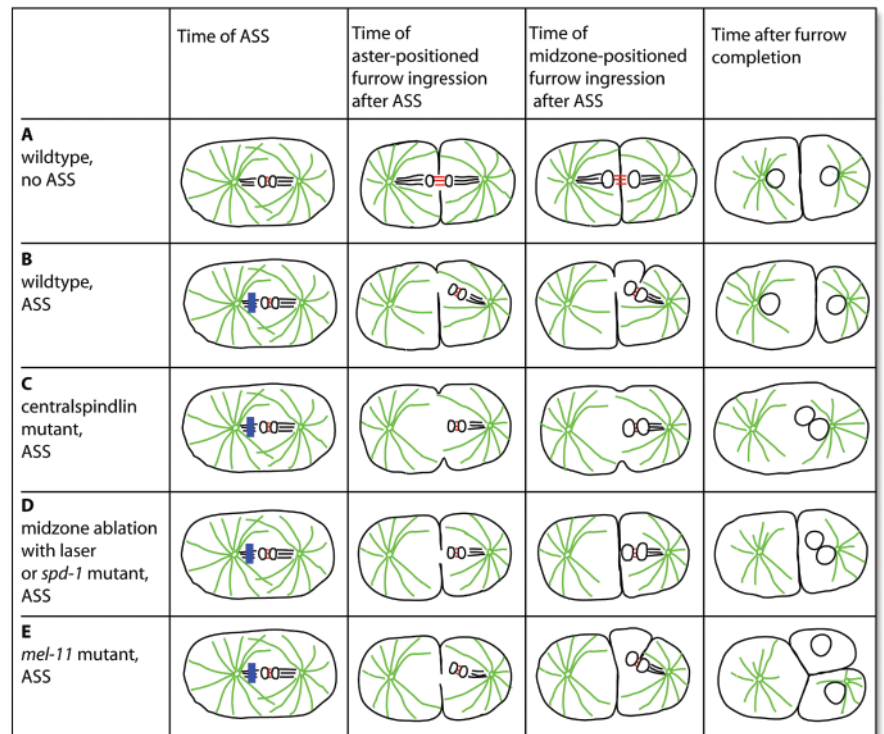 Time of ASS
Time of
aster-positioned
furrow ingression
after ASS
Time of
midzone-positioned
furrow ingression
after ASS
Time after furrow
completion
A
wildtype,
no ASS
B
wildtype,
ASS
C
centralspindlin
mutant,
ASS
D
midzone ablation
with laser
or spd-1 mutant,
ASS
E
mel-11 mutant,
ASS